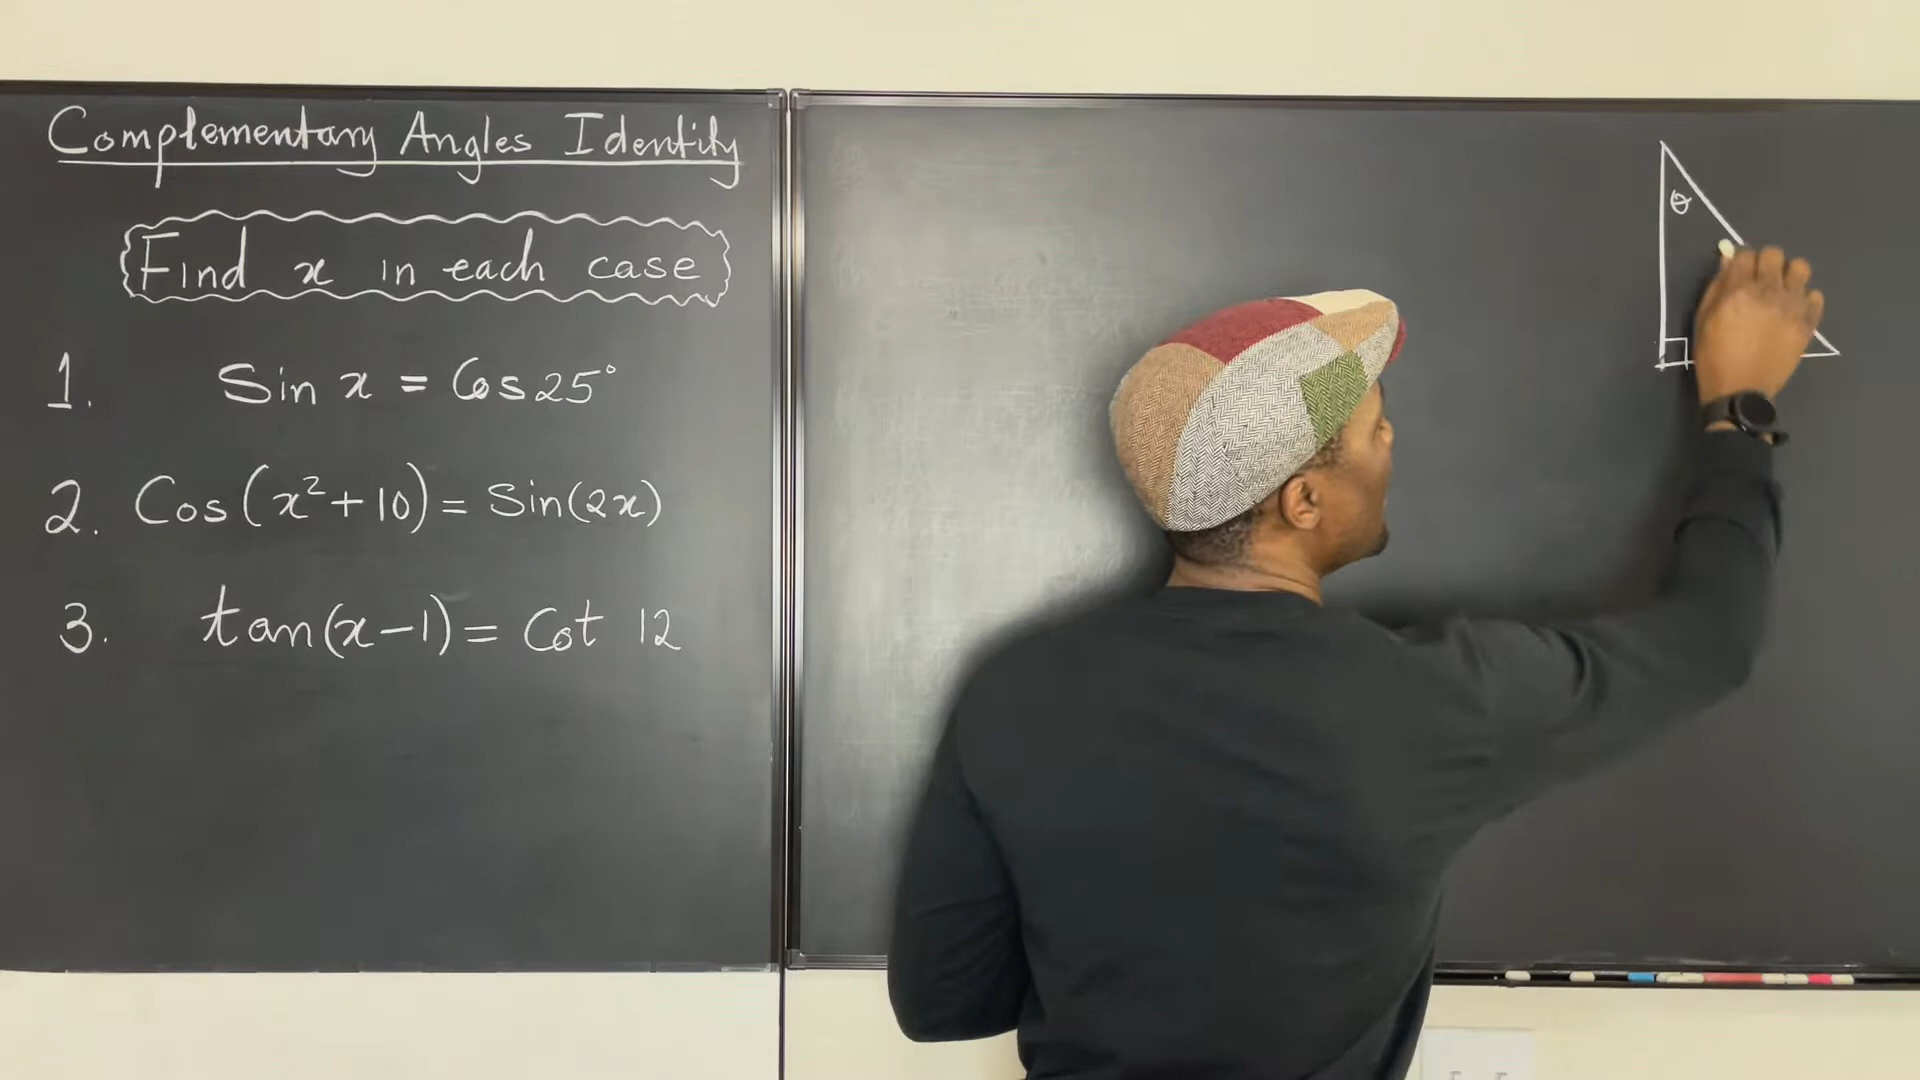 Complementary Angles Identity
Find x in each case
1. Sin x = Cos 25°
2. Cos(x²+10) = Sin(2x)
3. tan(x-1) = Cot 12
θ